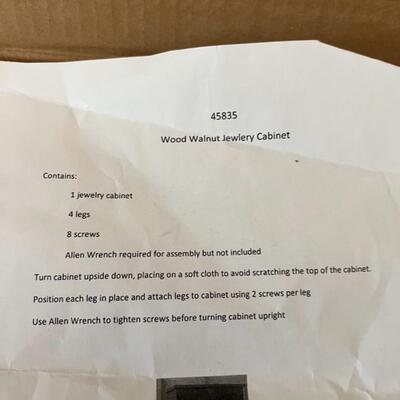 45835
Wood Walnut Jewlery Cabinet
Contains:
1 jewelry cabinet
4 legs
8 screws
Allen Wrench required for assembly but not included
Turn cabinet upside down, placing on a soft cloth to avoid scratching the top of the cabinet.
Position each leg in place and attach legs to cabinet using 2 screws per leg
Use Allen Wrench to tighten screws before turning cabinet upright